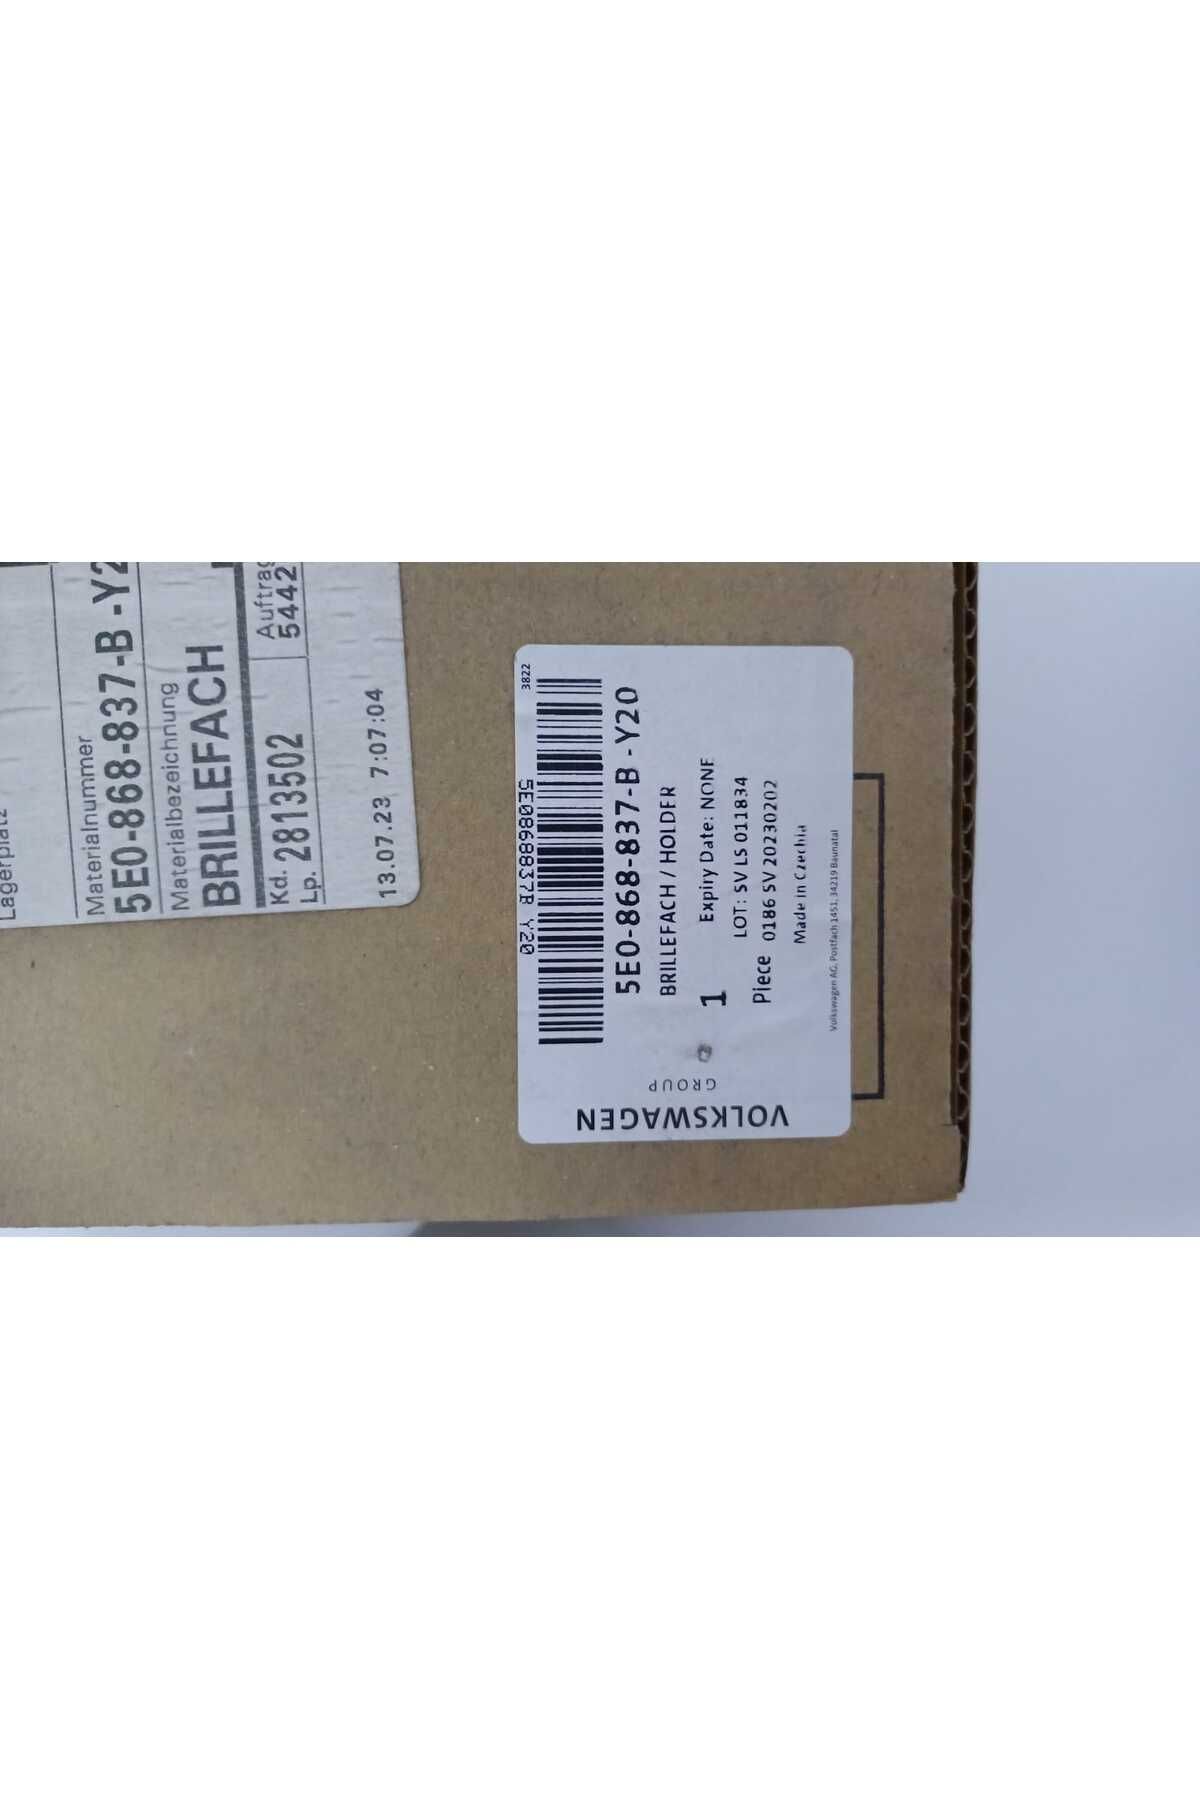 Lagerplatz
Materialnummer
5E0-868-837-B -Y2
Materialbezeichnung
BRILLEFACH
Kd. 2813502
Auftrag
5442
Lp.
13.07.23 7:07:04
3822
5E0868837B Y20
5E0-868-837-B -Y20
BRILLEFACH / HOLDER
1 Expiry Date: NONE
LOT: SV LS 011834
Piece 0186 SV 20230202
Made in Czechia
Volkswagen AG, Postfach 1451, 34219 Baunatal
VOLKSWAGEN
GROUP